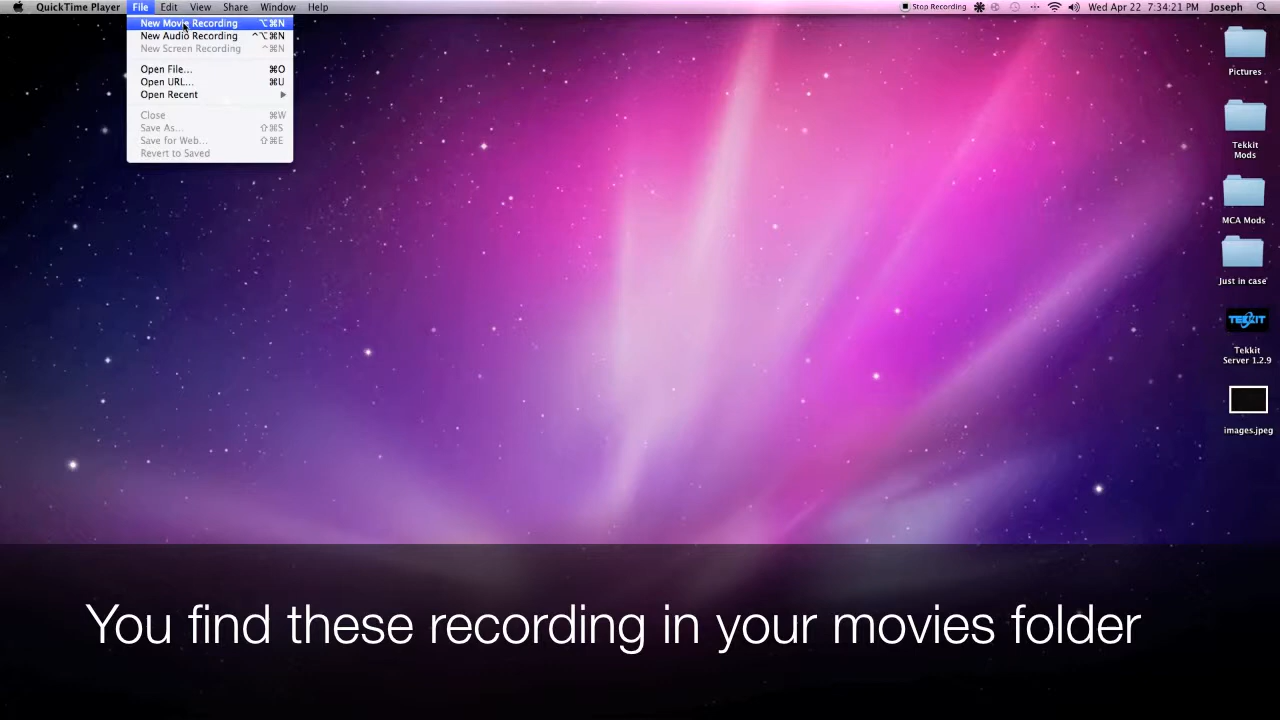 QuickTime Player File Edit View Share Window Help Stop Recording Wed Apr 22 7:34:21 PM Joseph
New Movie Recording ⌥⌘N
New Audio Recording ^⌥⌘N
New Screen Recording ^⌘N
Open File... ⌘O
Open URL... ⌘U
Open Recent ▶
Close ⌘W
Save As... ⇧⌘S
Save for Web... ⇧⌘E
Revert to Saved
Pictures
Tekkit
Mods
MCA Mods
Just in case'
TEKKIT
Tekkit
Server 1.2.9
images.jpeg
You find these recording in your movies folder